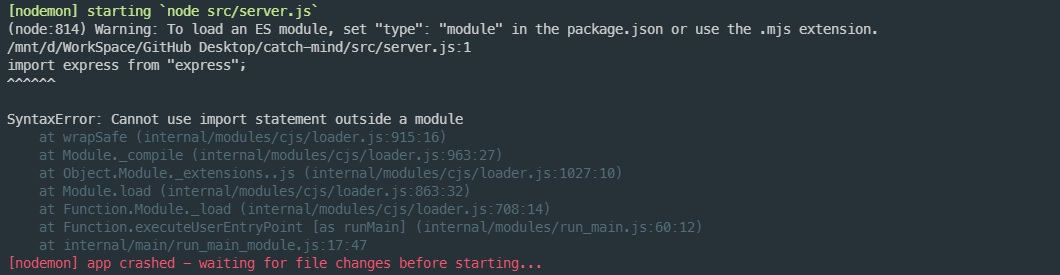 [nodemon] starting `node src/server.js`
(node:814) Warning: To load an ES module, set "type": "module" in the package.json or use the .mjs extension.
/mnt/d/WorkSpace/GitHub Desktop/catch-mind/src/server.js:1
import express from "express";
^^^^^^
SyntaxError: Cannot use import statement outside a module
    at wrapSafe (internal/modules/cjs/loader.js:915:16)
    at Module._compile (internal/modules/cjs/loader.js:963:27)
    at Object.Module._extensions..js (internal/modules/cjs/loader.js:1027:10)
    at Module.load (internal/modules/cjs/loader.js:863:32)
    at Function.Module._load (internal/modules/cjs/loader.js:708:14)
    at Function.executeUserEntryPoint [as runMain] (internal/modules/run_main.js:60:12)
    at internal/main/run_main_module.js:17:47
[nodemon] app crashed - waiting for file changes before starting...